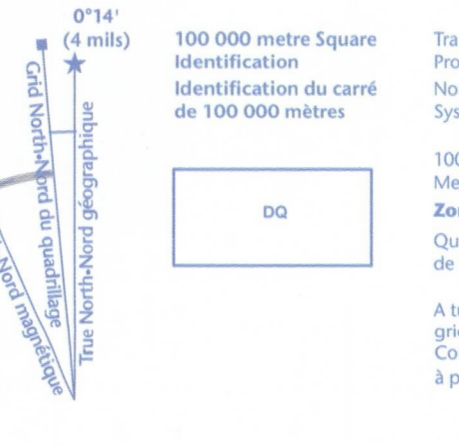 0°14'
(4 mils)
Grid North•Nord du quadrillage
True North•Nord géographique
Nord magnétique
100 000 metre Square
Identification
Identification du carré
de 100 000 mètres
DQ
Tra
Pro
No
Sys
100
Me
Zo
Qu
de
A t
gri
Co
à p